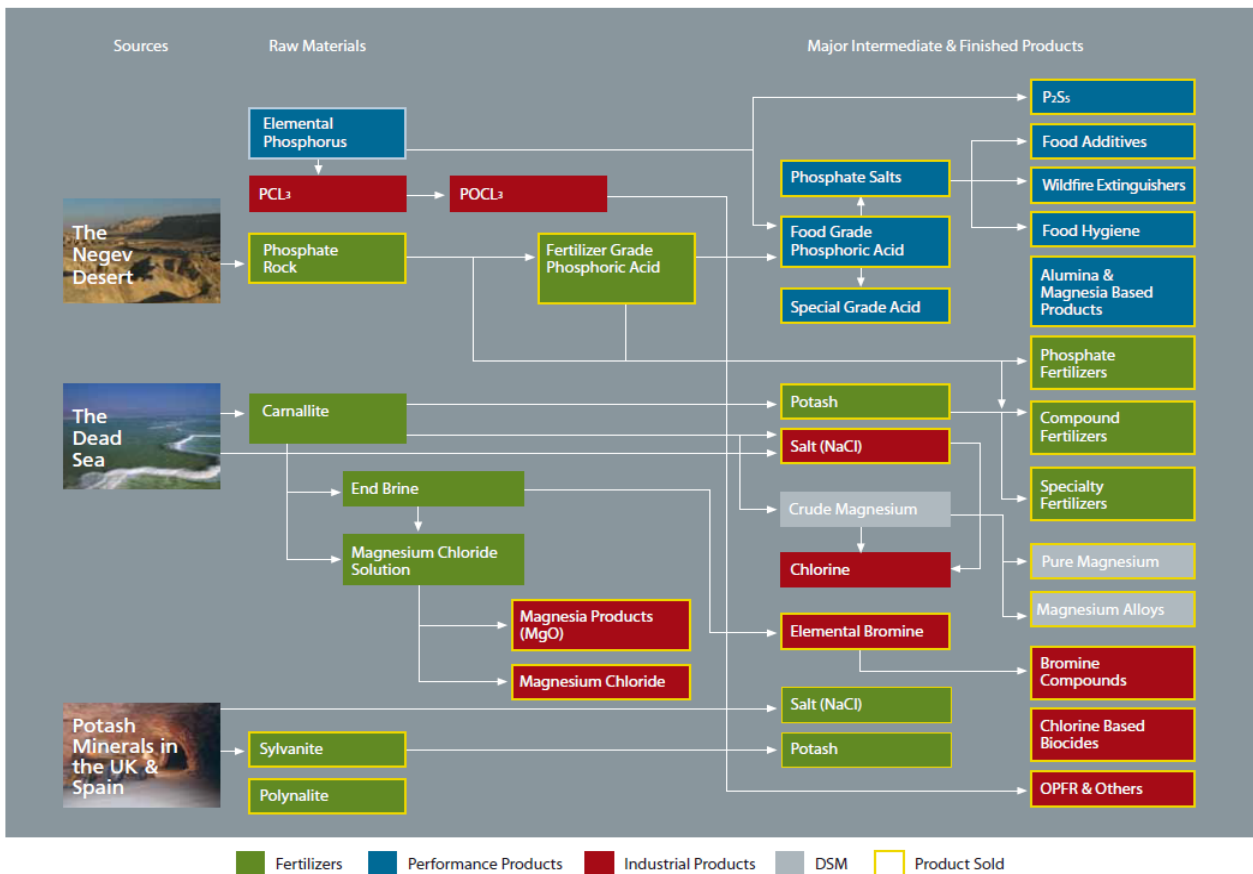 Sources
Raw Materials
Major Intermediate & Finished Products
P₂S₅
Elemental
Phosphorus
Food Additives
Phosphate Salts
Wildfire Extinguishers
PCL₃
POCL₃
The
Negev
Desert
Food Grade
Phosphoric Acid
Food Hygiene
Phosphate
Rock
Fertilizer Grade
Phosphoric Acid
Alumina &
Magnesia Based
Products
Special Grade Acid
Phosphate
Fertilizers
The
Dead
Sea
Carnallite
Potash
Compound
Fertilizers
Salt (NaCl)
End Brine
Specialty
Fertilizers
Crude Magnesium
Magnesium Chloride
Solution
Chlorine
Pure Magnesium
Magnesium Alloys
Magnesia Products
(MgO)
Elemental Bromine
Bromine
Compounds
Magnesium Chloride
Potash
Minerals in
the UK &
Spain
Salt (NaCl)
Chlorine Based
Biocides
Sylvanite
Potash
Polynalite
OPFR & Others
Fertilizers
Performance Products
Industrial Products
DSM
Product Sold